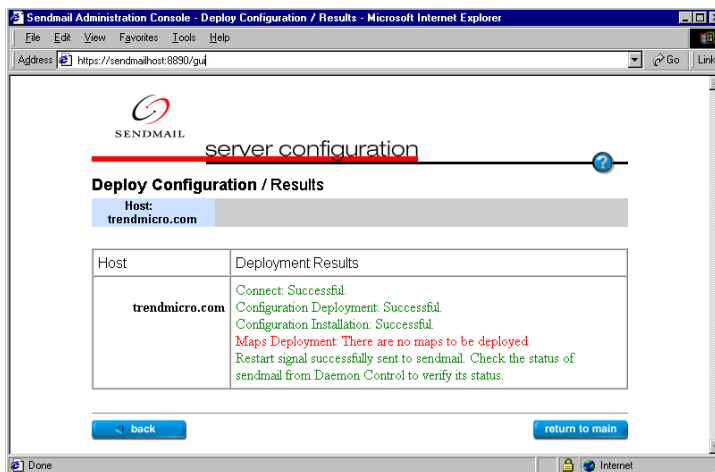 Sendmail Administration Console - Deploy Configuration / Results - Microsoft Internet Explorer
File Edit View Favorites Tools Help
Address https://sendmailhost:8890/gui Go Link
SENDMAIL
server configuration
?
Deploy Configuration / Results
Host:
trendmicro.com
Host Deployment Results
trendmicro.com
Connect: Successful.
Configuration Deployment: Successful.
Configuration Installation: Successful.
Maps Deployment: There are no maps to be deployed.
Restart signal successfully sent to sendmail. Check the status of
sendmail from Daemon Control to verify its status.
back return to main
Done Internet